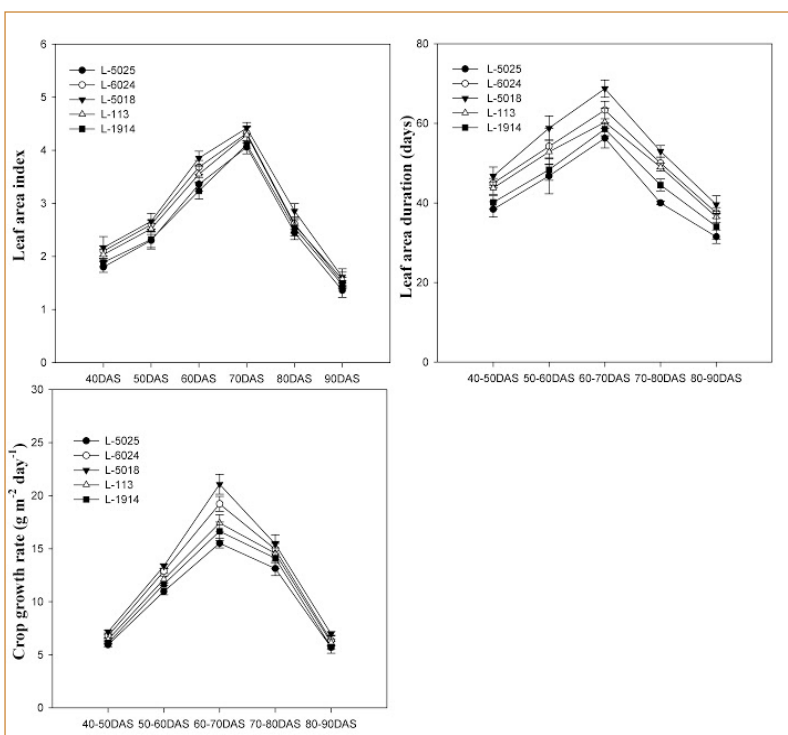 6
5
4
3
2
1
0
Leaf area index
L-5025
L-6024
L-5018
L-113
L-1914
40DAS 50DAS 60DAS 70DAS 80DAS 90DAS
80
60
40
20
0
Leaf area duration (days)
L-5025
L-6024
L-5018
L-113
L-1914
40-50DAS 50-60DAS 60-70DAS 70-80DAS 80-90DAS
30
25
20
15
10
5
0
Crop growth rate (g m⁻² day⁻¹)
L-5025
L-6024
L-5018
L-113
L-1914
40-50DAS 50-60DAS 60-70DAS 70-80DAS 80-90DAS